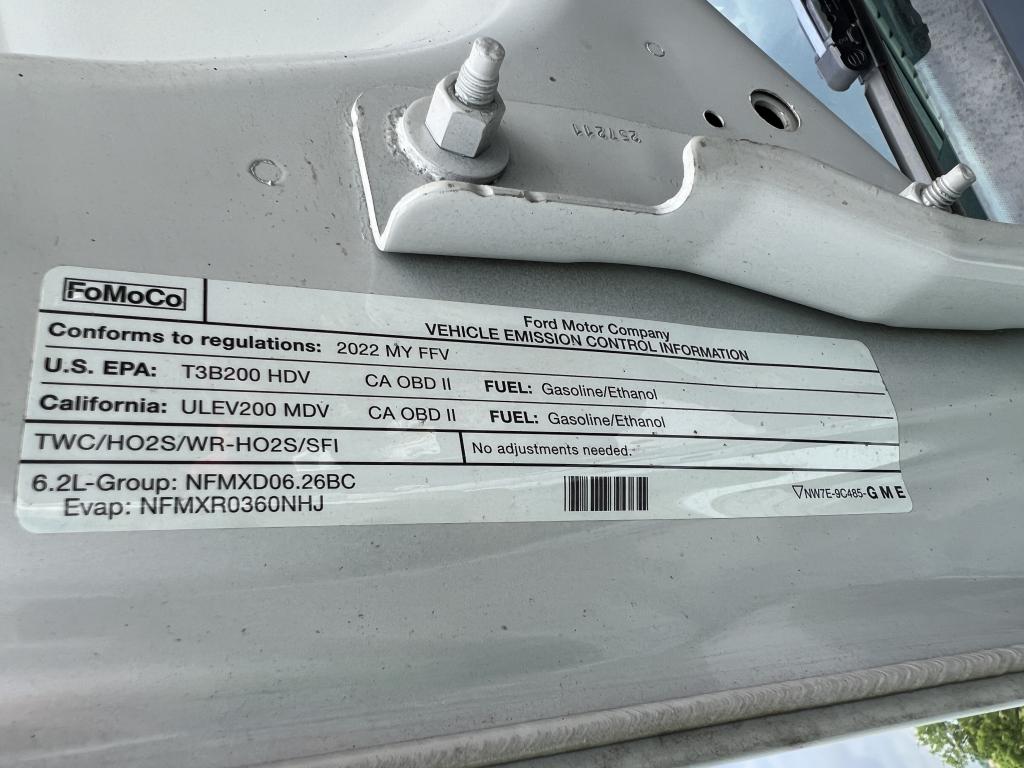 257211
FoMoCo
Ford Motor Company
VEHICLE EMISSION CONTROL INFORMATION
Conforms to regulations: 2022 MY FFV
U.S. EPA: T3B200 HDV CA OBD II FUEL: Gasoline/Ethanol
California: ULEV200 MDV CA OBD II FUEL: Gasoline/Ethanol
TWC/HO2S/WR-HO2S/SFI No adjustments needed.
6.2L-Group: NFMXD06.26BC
Evap: NFMXR0360NHJ
NW7E-9C485-GME